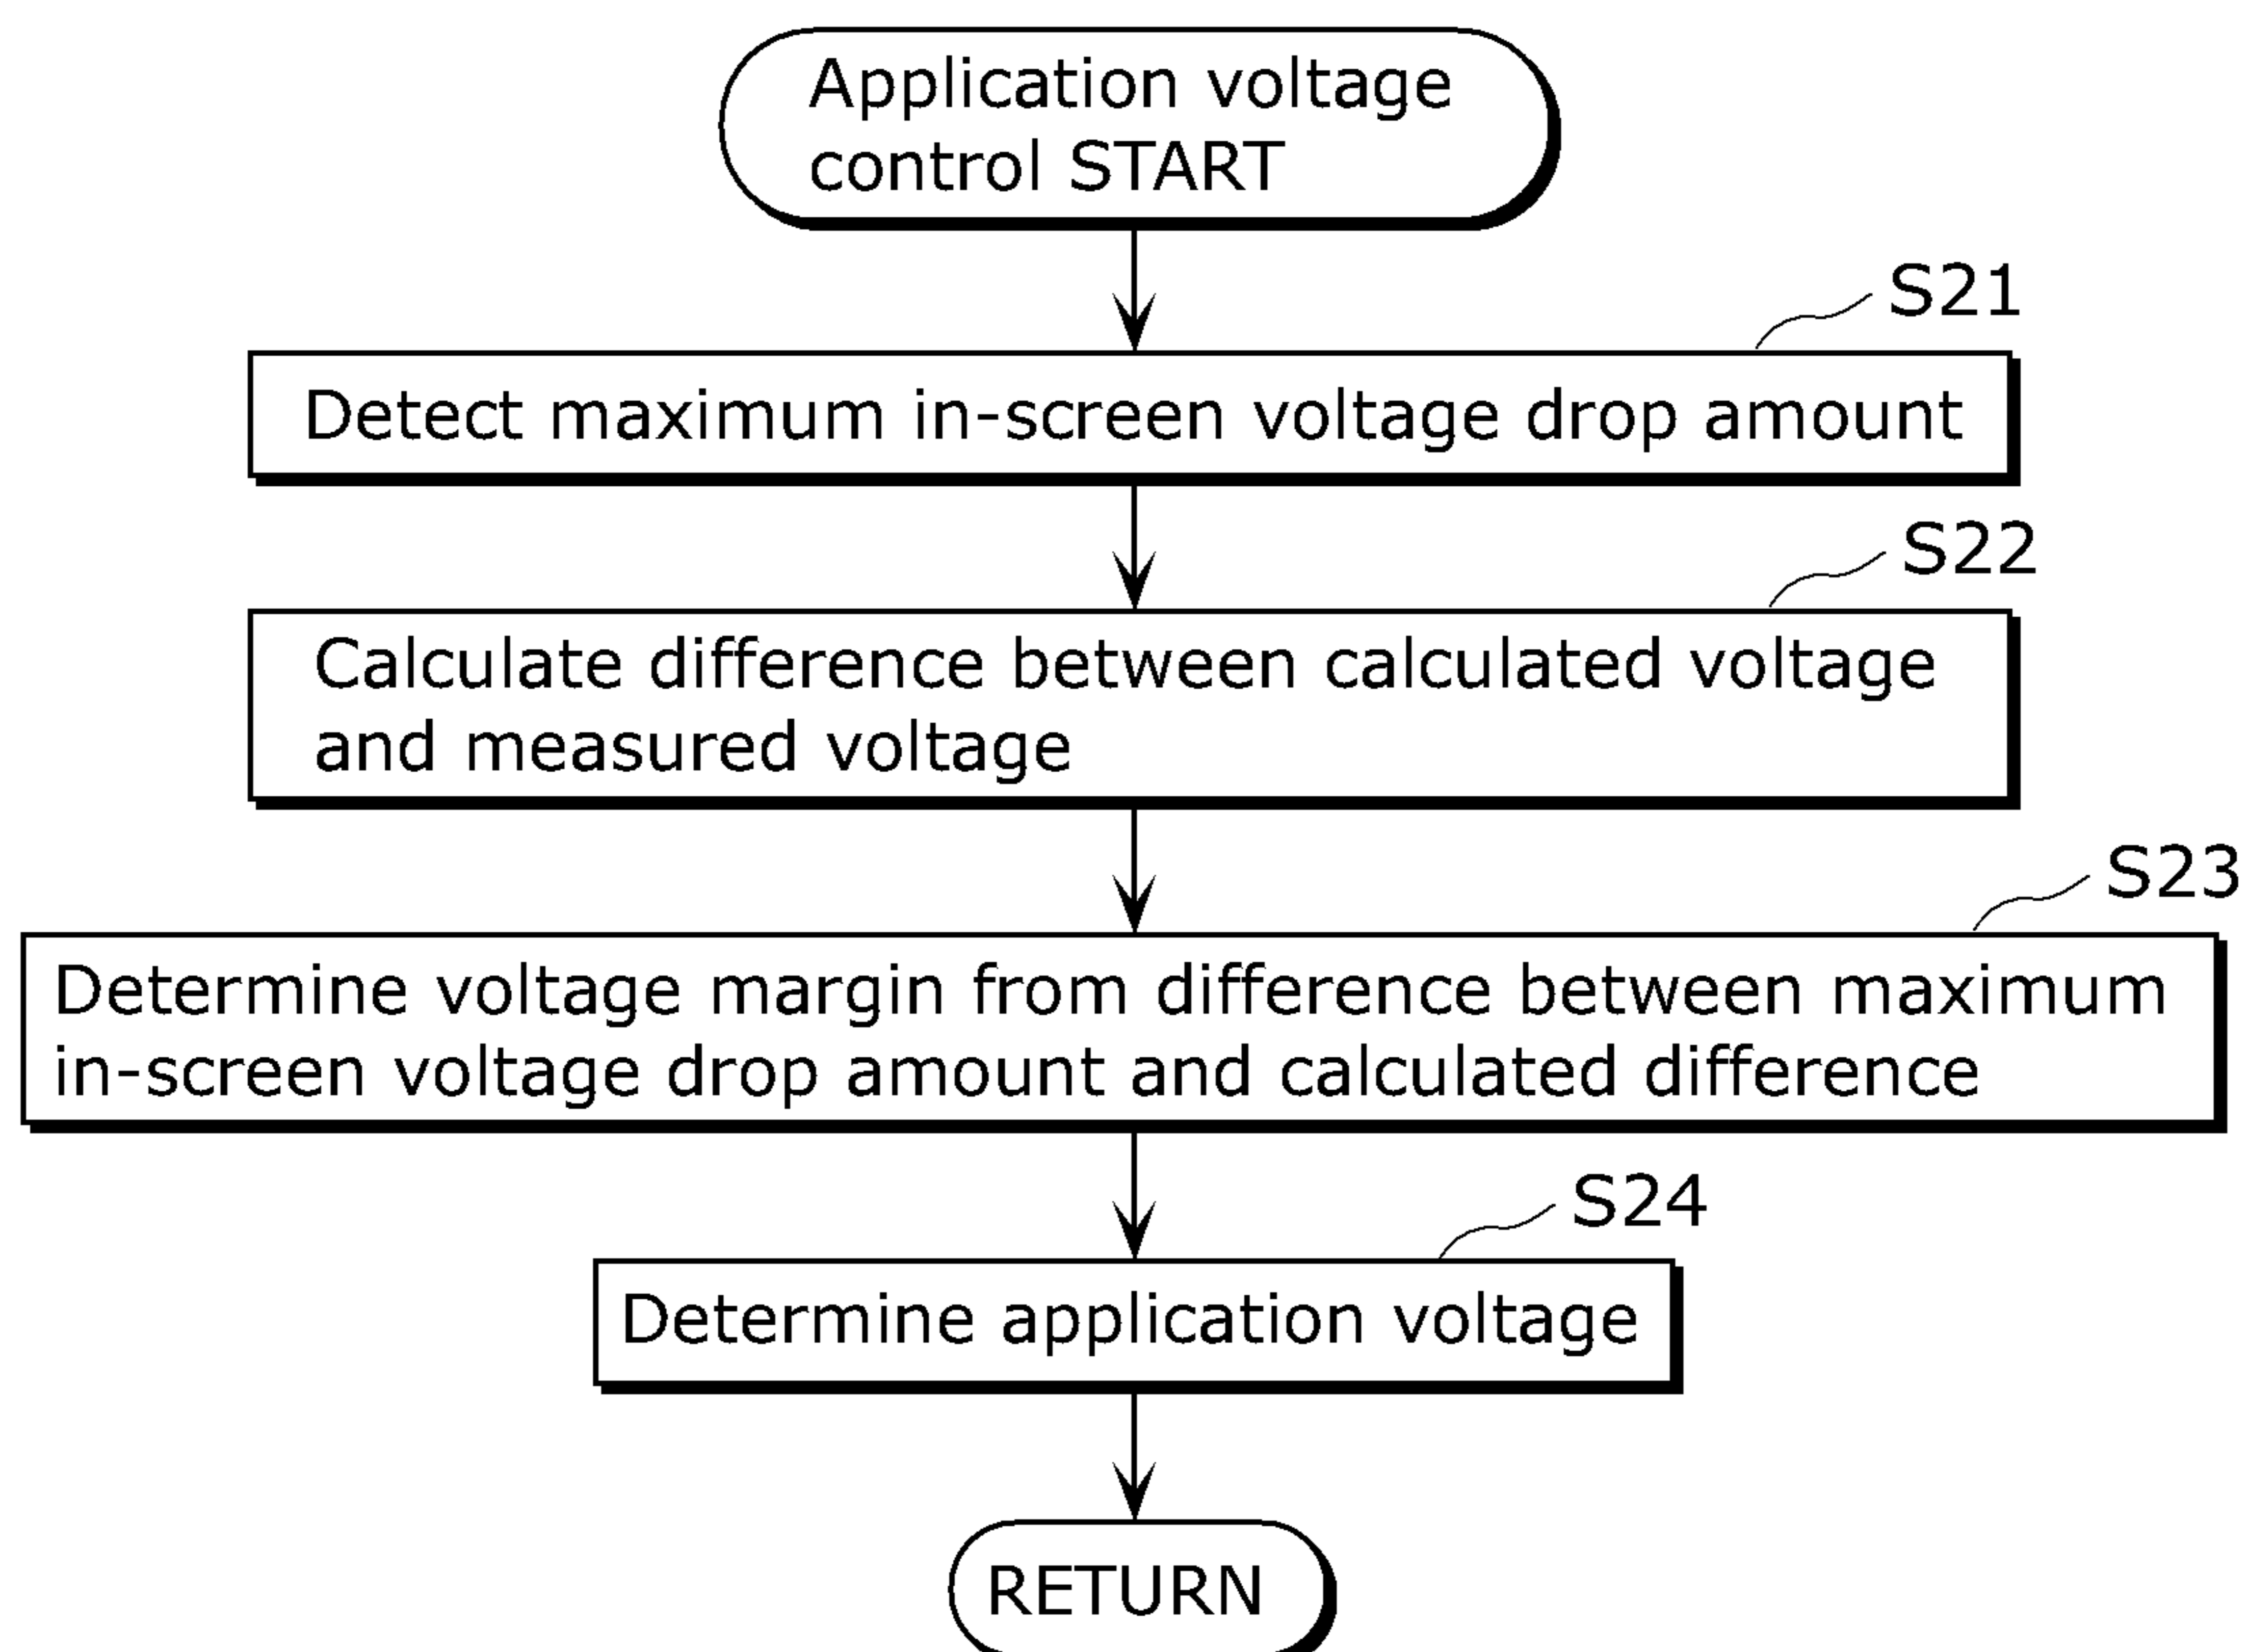 Application voltage
control START
S21
Detect maximum in-screen voltage drop amount
S22
Calculate difference between calculated voltage
and measured voltage
S23
Determine voltage margin from difference between maximum
in-screen voltage drop amount and calculated difference
S24
Determine application voltage
RETURN